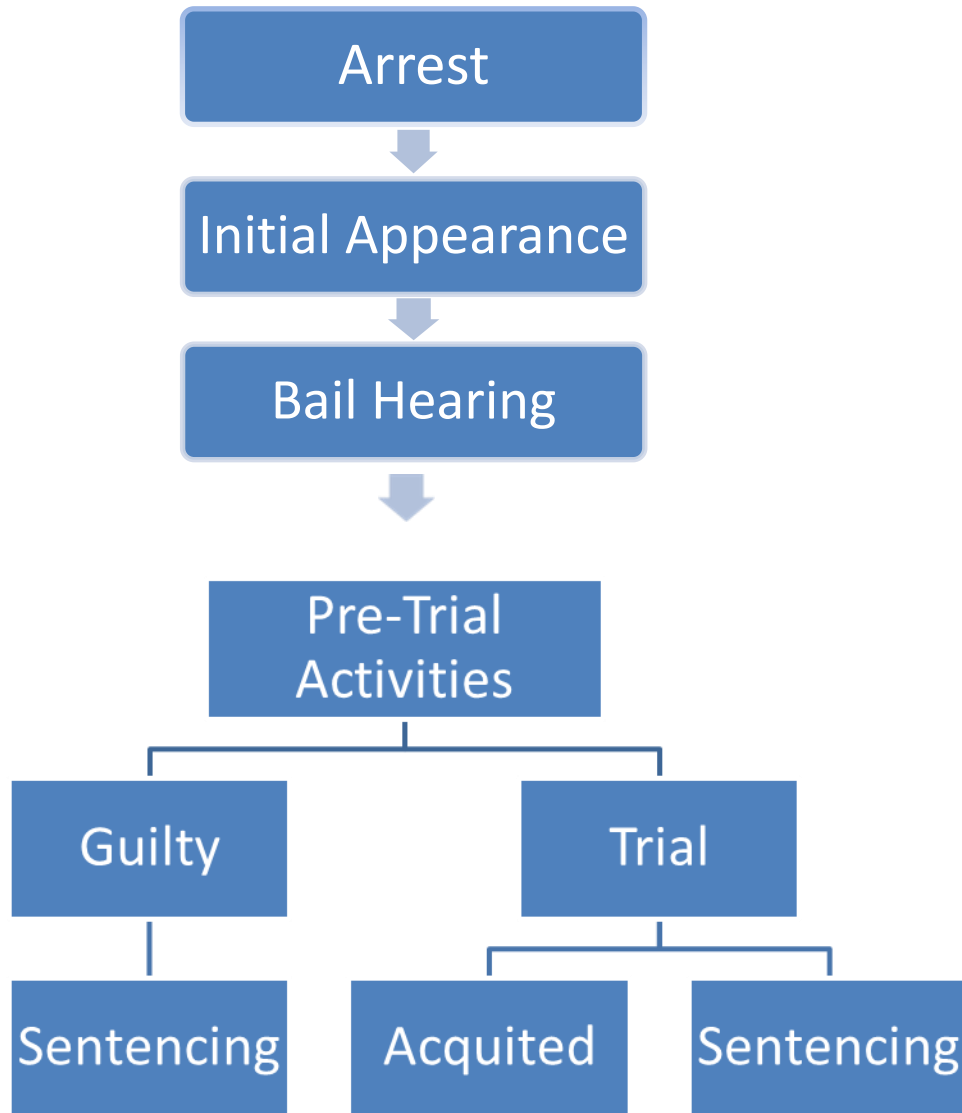 Arrest
Initial Appearance
Bail Hearing
Pre-Trial
Activities
Guilty
Trial
Sentencing
Acquited
Sentencing